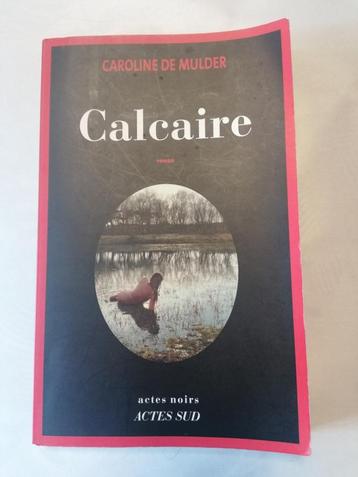 CAROLINE DE MULDER
Calcaire
roman
actes noirs
ACTES SUD